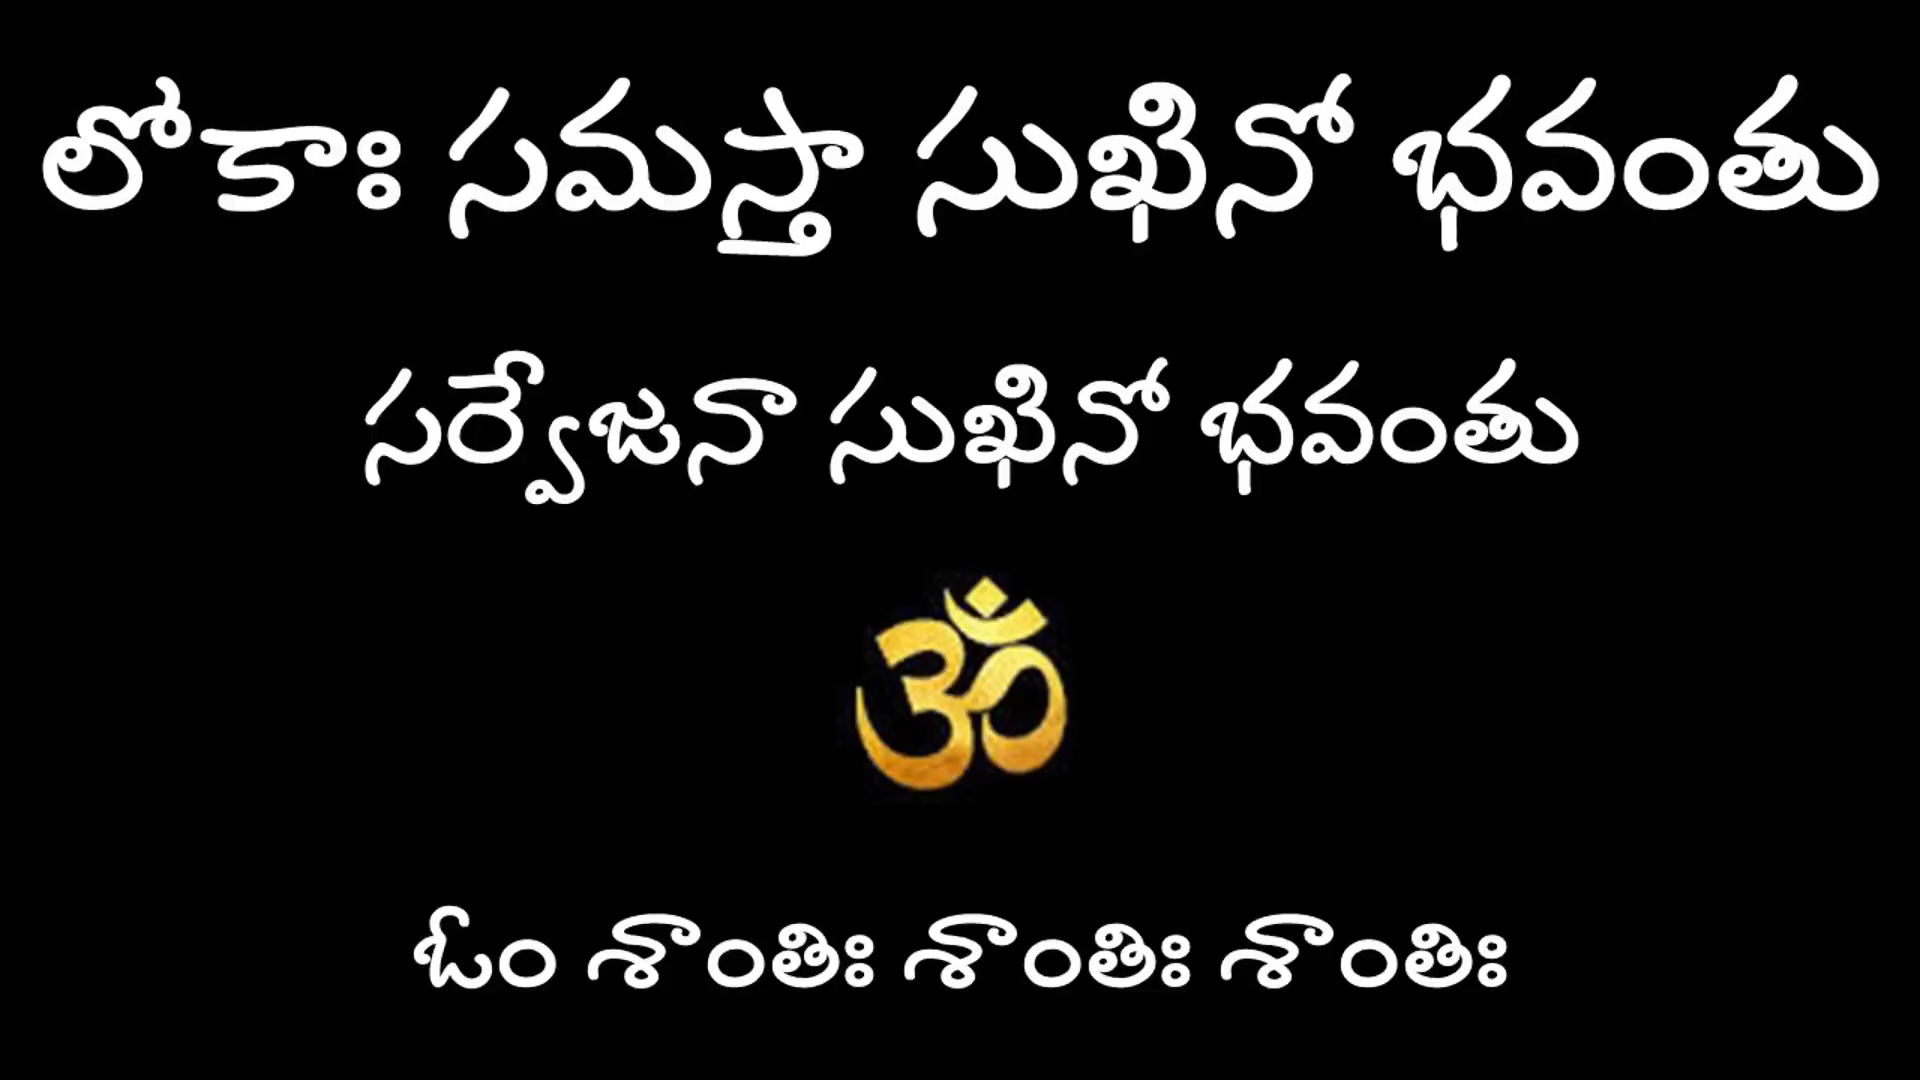 లోకాః సమస్తా సుఖినో భవంతు
సర్వేజనా సుఖినో భవంతు
ॐ
ఓం శాంతిః శాంతిః శాంతిః